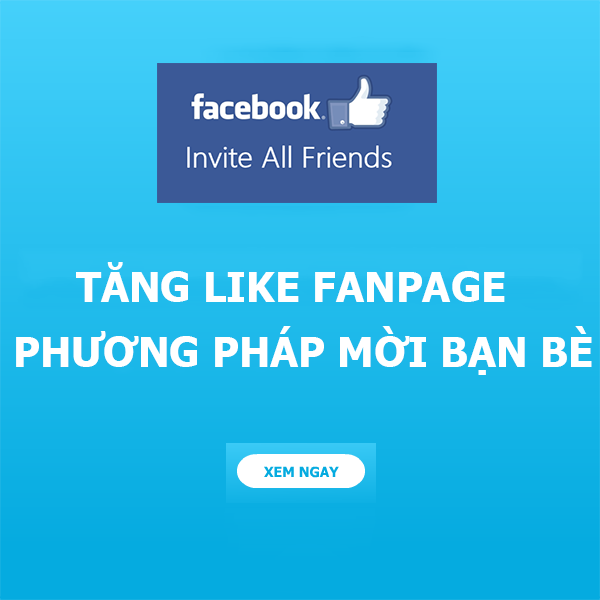 facebook.
Invite All Friends
TĂNG LIKE FANPAGE
PHƯƠNG PHÁP MỜI BẠN BÈ
XEM NGAY